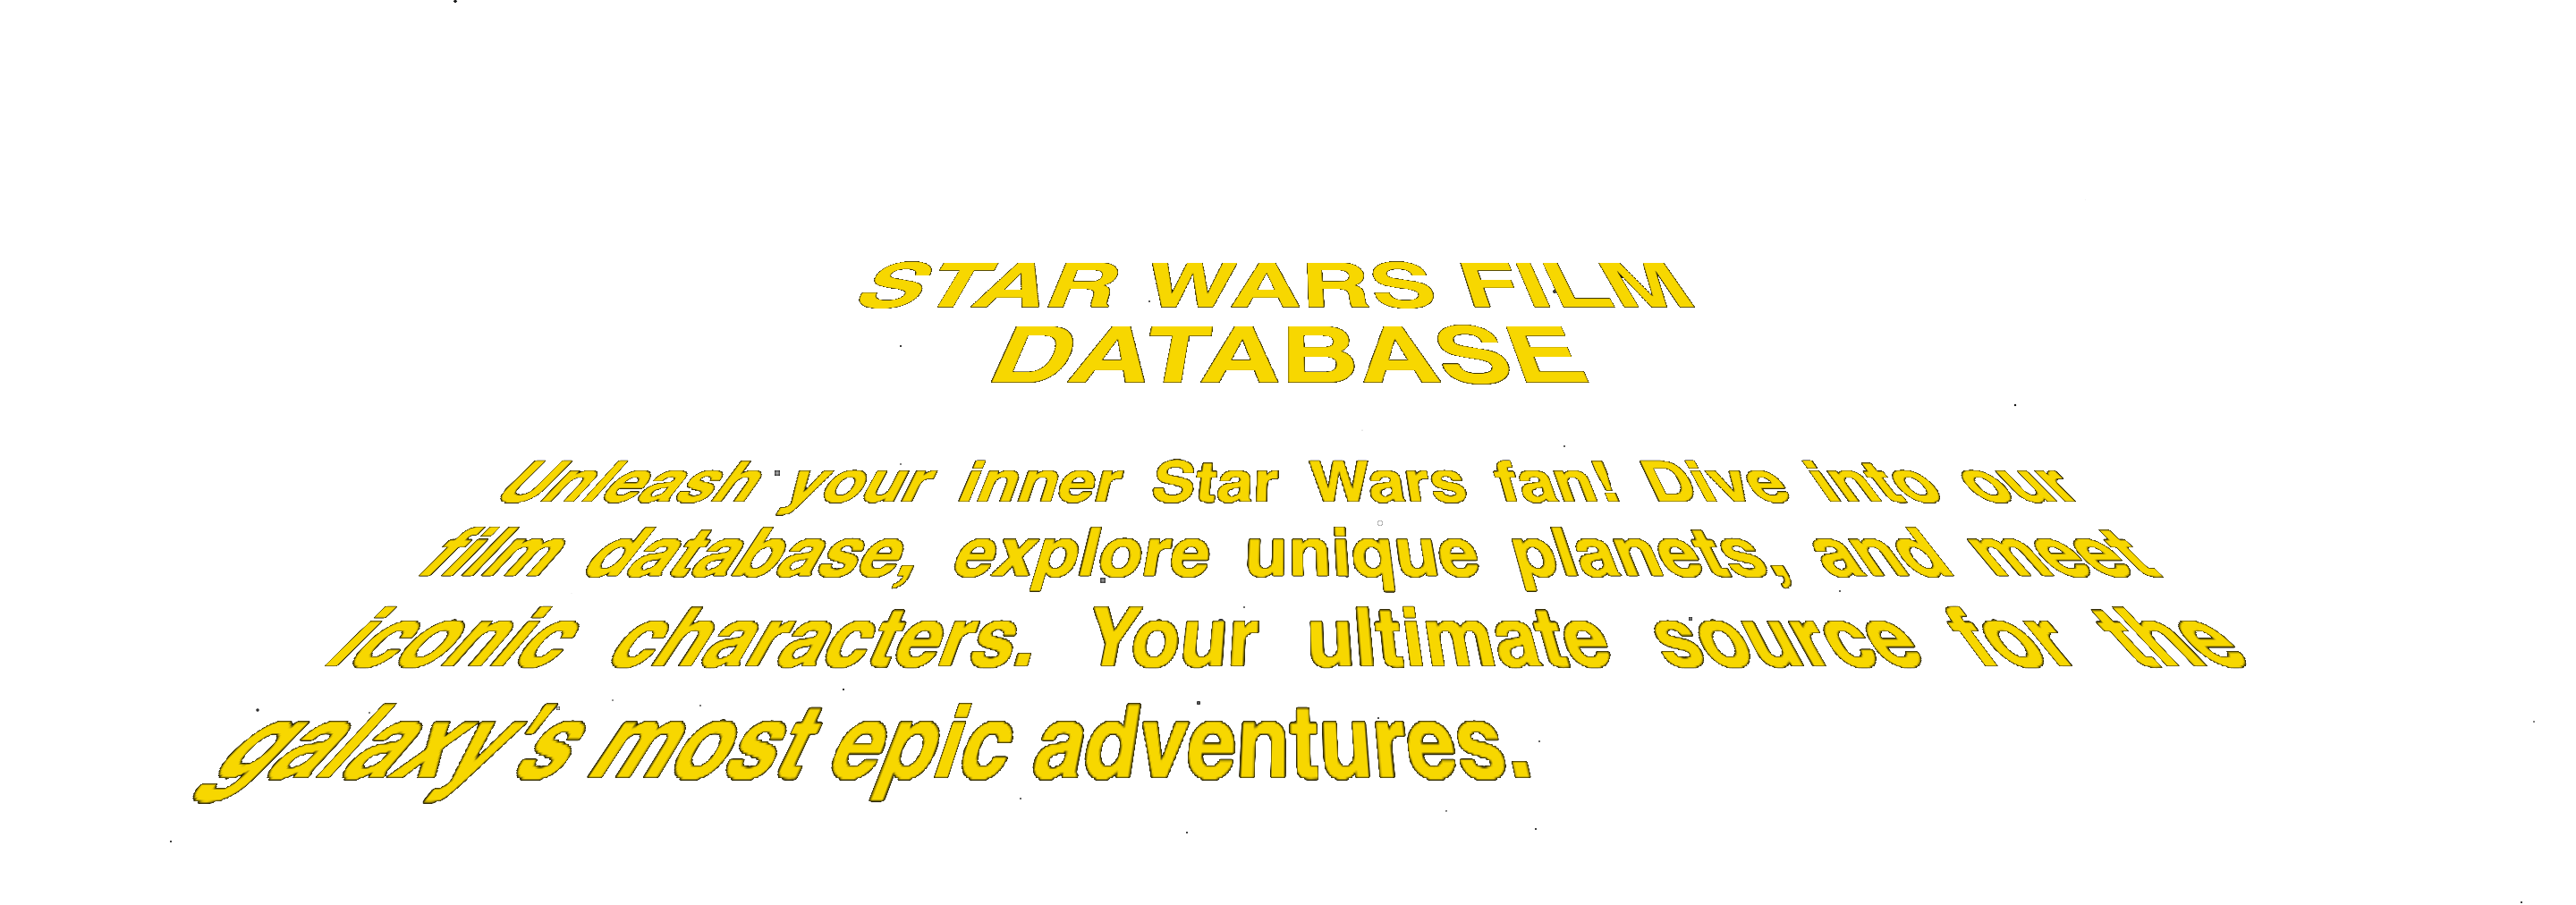 STAR WARS FILM
DATABASE
Unleash your inner Star Wars fan! Dive into our
film database, explore unique planets, and meet
iconic characters. Your ultimate source for the
galaxy's most epic adventures.